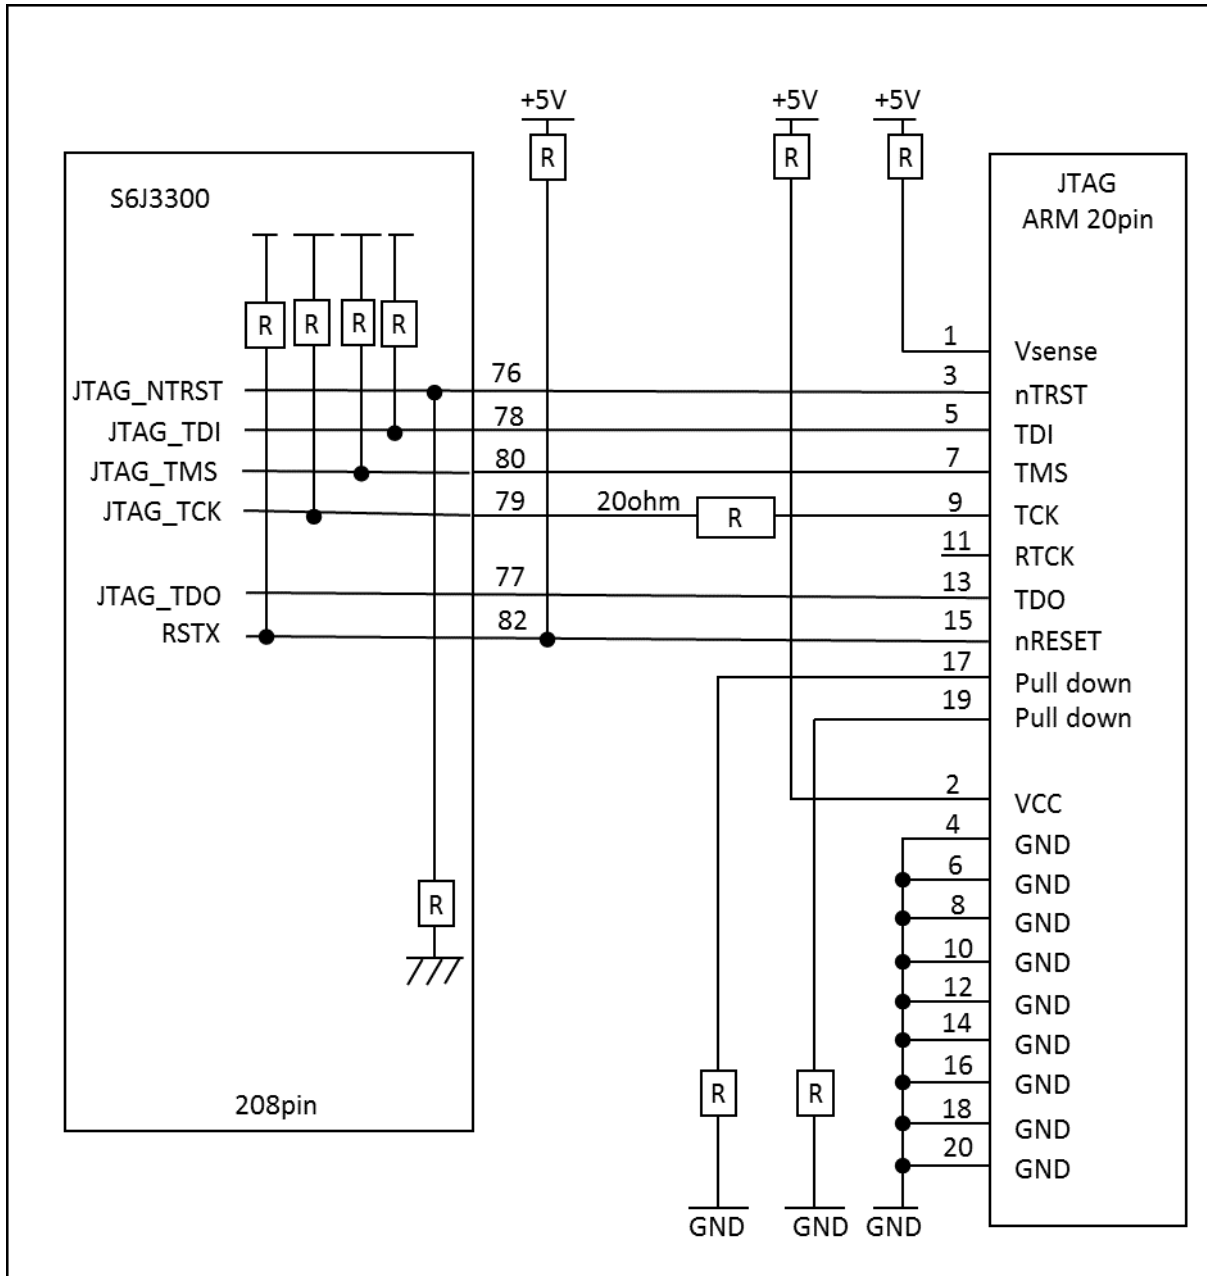 +5V
+5V
+5V
R
R
R
S6J3300
JTAG
ARM 20pin
R
R
R
R
1
Vsense
JTAG_NTRST
76
3
nTRST
JTAG_TDI
78
5
TDI
JTAG_TMS
80
7
TMS
JTAG_TCK
79
20ohm
R
9
TCK
11
RTCK
JTAG_TDO
77
13
TDO
RSTX
82
15
nRESET
17
Pull down
19
Pull down
2
VCC
4
GND
6
GND
8
GND
10
GND
12
GND
14
GND
16
GND
18
GND
20
GND
R
R
R
208pin
GND
GND
GND